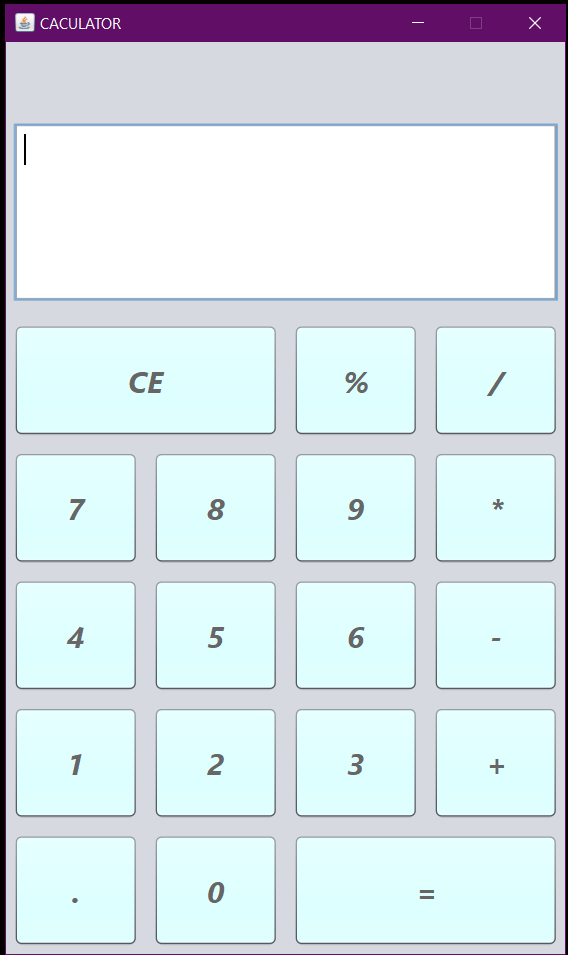 CACULATOR
CE % /
7 8 9 *
4 5 6 -
1 2 3 +
. 0 =